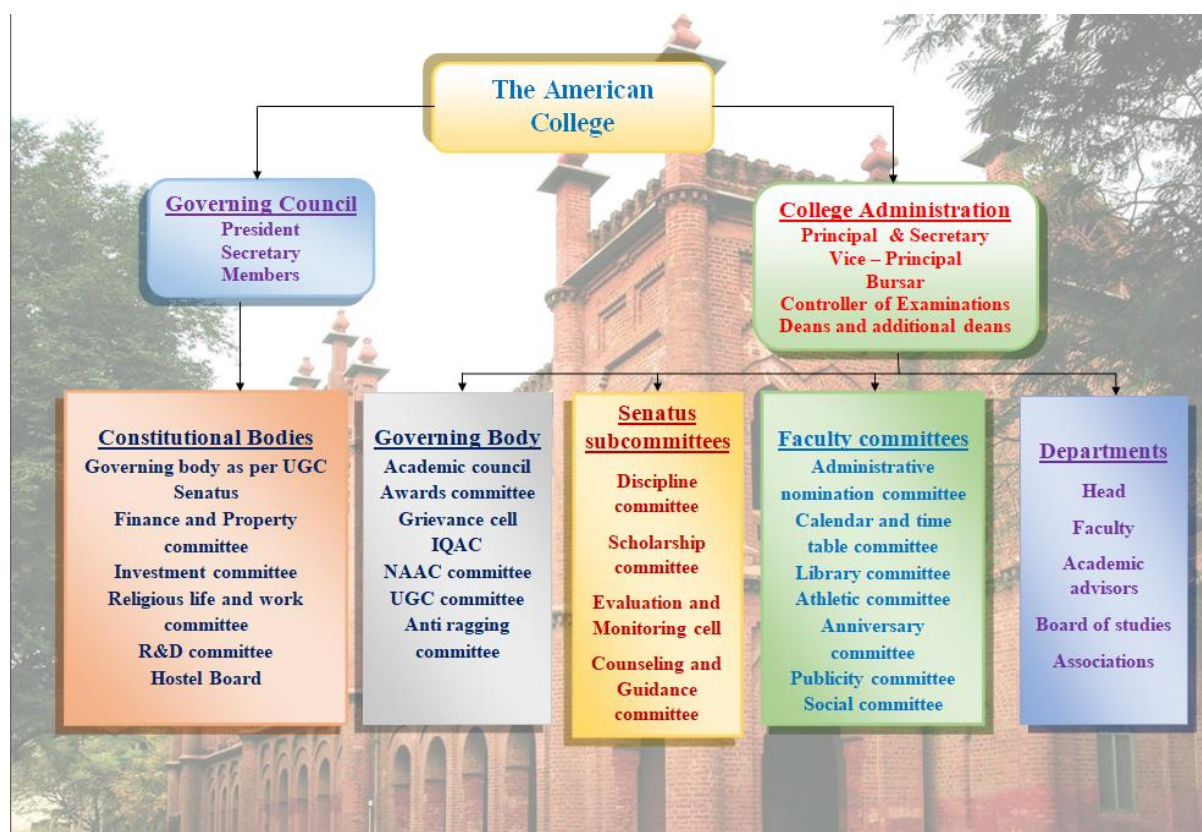 The American
College
Governing Council
President
Secretary
Members
College Administration
Principal & Secretary
Vice – Principal
Bursar
Controller of Examinations
Deans and additional deans
Constitutional Bodies
Governing body as per UGC
Senatus
Finance and Property
committee
Investment committee
Religious life and work
committee
R&D committee
Hostel Board
Governing Body
Academic council
Awards committee
Grievance cell
IQAC
NAAC committee
UGC committee
Anti ragging
committee
Senatus
subcommittees
Discipline
committee
Scholarship
committee
Evaluation and
Monitoring cell
Counseling and
Guidance
committee
Faculty committees
Administrative
nomination committee
Calendar and time
table committee
Library committee
Athletic committee
Anniversary
committee
Publicity committee
Social committee
Departments
Head
Faculty
Academic
advisors
Board of studies
Associations